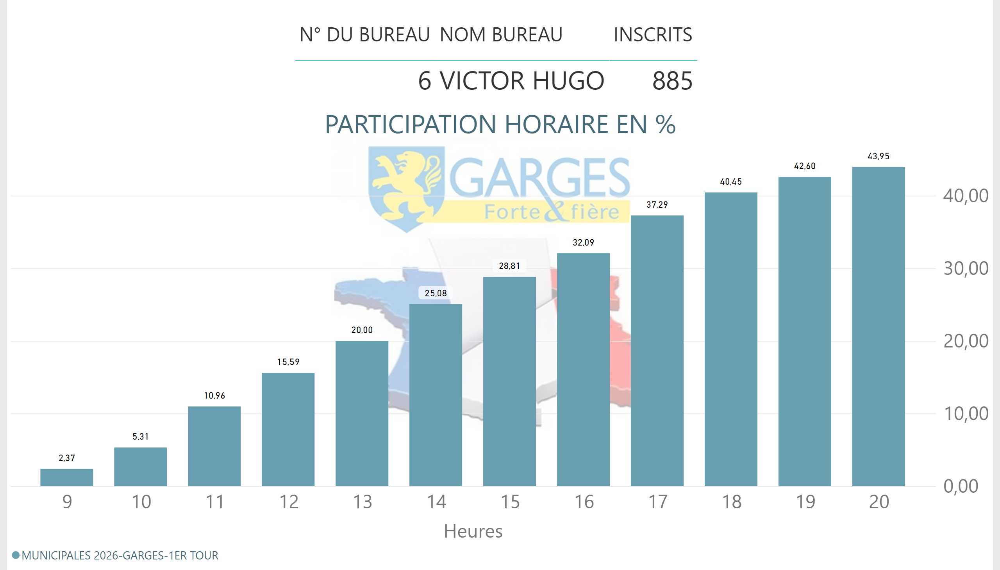 N° DU BUREAU NOM BUREAU INSCRITS
6 VICTOR HUGO 885
PARTICIPATION HORAIRE EN %
GARGES
Forte & fière
43,95
42,60
40,45
37,29
32,09
28,81
25,08
20,00
15,59
10,96
5,31
2,37
40,00
30,00
20,00
10,00
0,00
9 10 11 12 13 14 15 16 17 18 19 20
Heures
MUNICIPALES 2026-GARGES-1ER TOUR